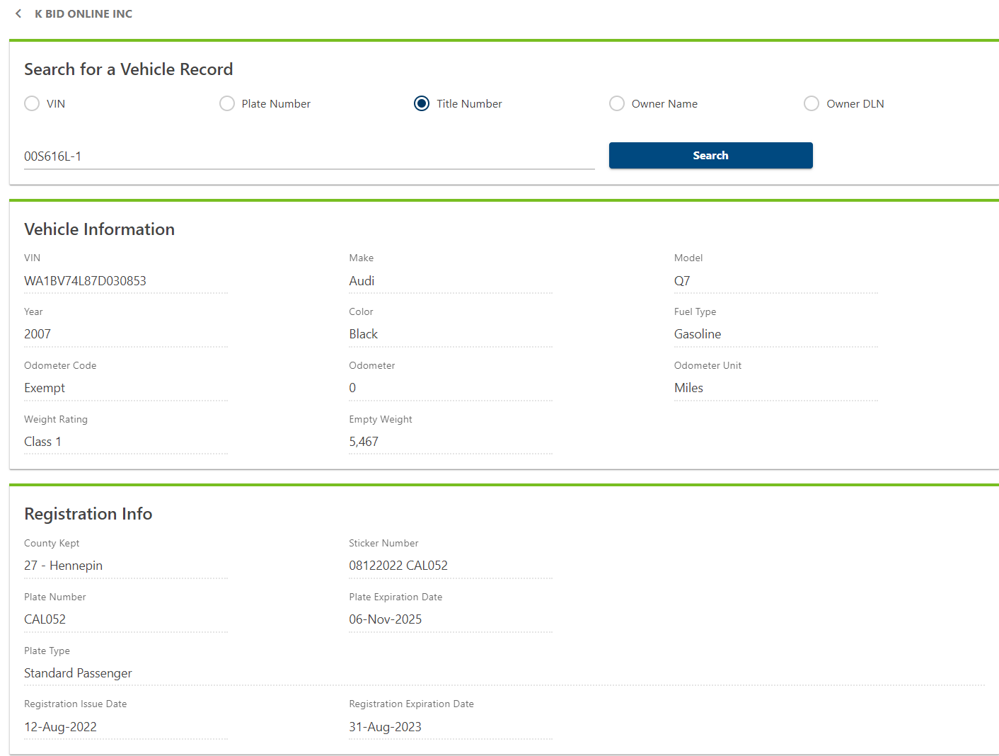 K BID ONLINE INC
Search for a Vehicle Record
VIN Plate Number Title Number Owner Name Owner DLN
00S616L-1 Search
Vehicle Information
VIN Make Model
WA1BV74L87D030853 Audi Q7
Year Color Fuel Type
2007 Black Gasoline
Odometer Code Odometer Odometer Unit
Exempt 0 Miles
Weight Rating Empty Weight
Class 1 5,467
Registration Info
County Kept Sticker Number
27 - Hennepin 08122022 CAL052
Plate Number Plate Expiration Date
CAL052 06-Nov-2025
Plate Type
Standard Passenger
Registration Issue Date Registration Expiration Date
12-Aug-2022 31-Aug-2023